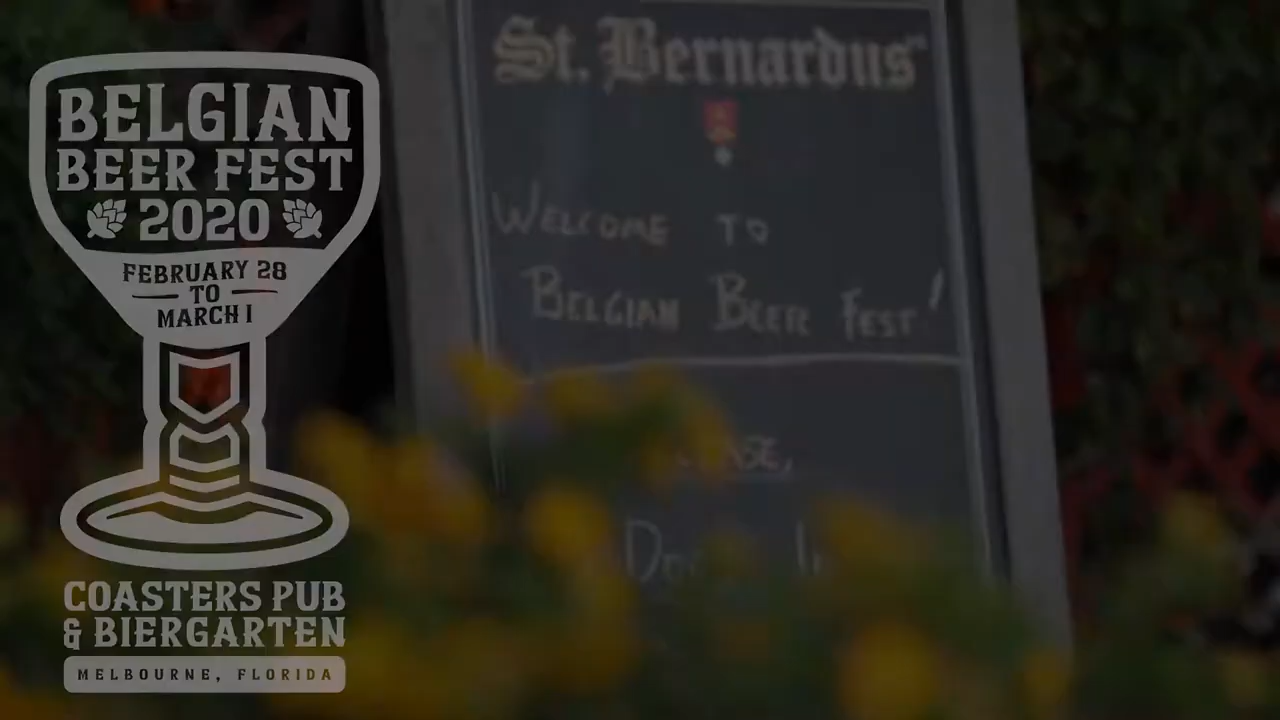 BELGIAN
BEER FEST
2020
FEBRUARY 28
TO
MARCH 1
COASTERS PUB
& BIERGARTEN
MELBOURNE, FLORIDA
St. Bernardus
WELCOME TO
BELGIAN BEER FEST!